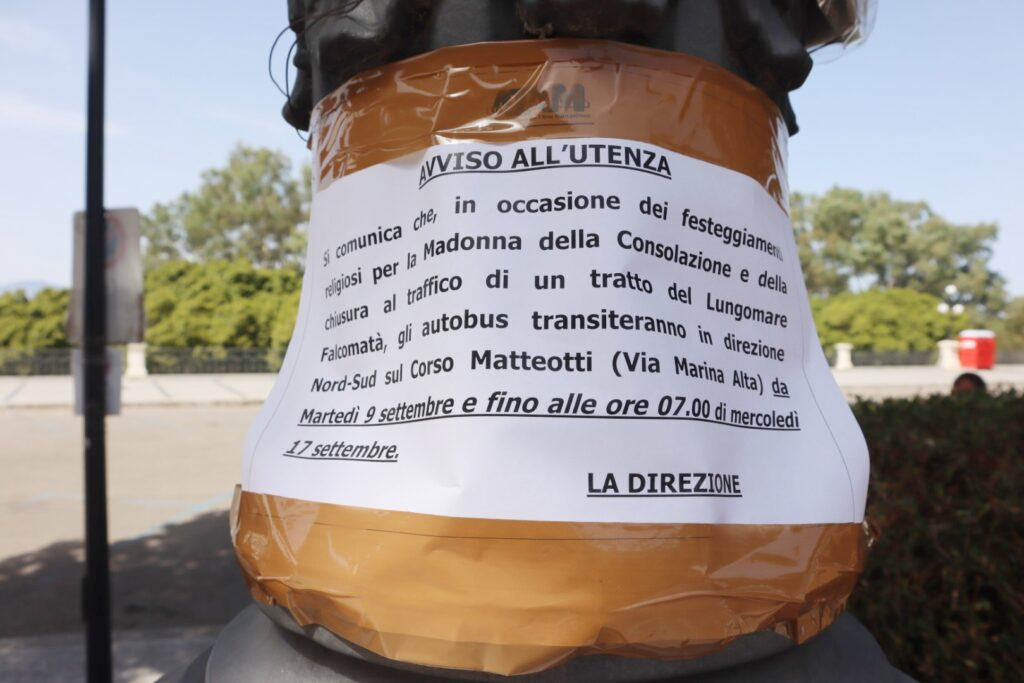 AVVISO ALL'UTENZA
Si comunica che, in occasione dei festeggiamenti
religiosi per la Madonna della Consolazione e della
chiusura al traffico di un tratto del Lungomare
Falcomatà, gli autobus transiteranno in direzione
Nord-Sud sul Corso Matteotti (Via Marina Alta) da
Martedì 9 settembre e fino alle ore 07.00 di mercoledì
17 settembre.
LA DIREZIONE